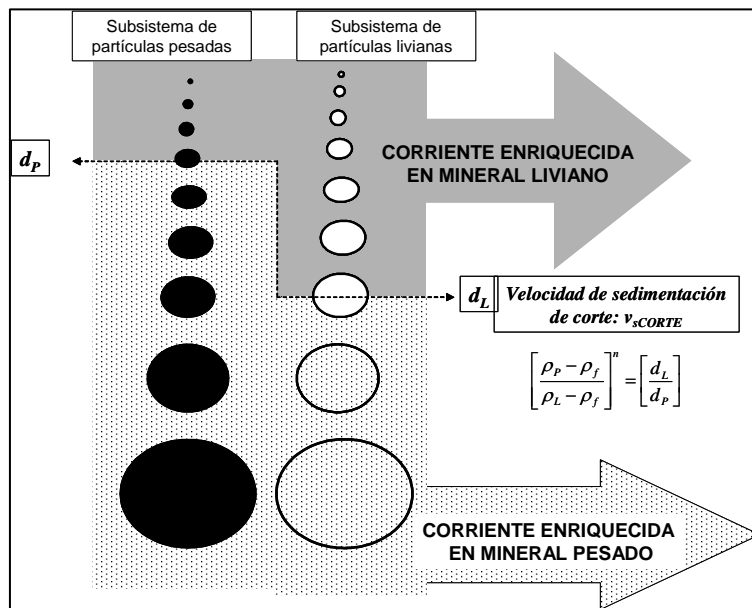 Subsistema de
partículas pesadas
Subsistema de
partículas livianas
d_P
CORRIENTE ENRIQUECIDA
EN MINERAL LIVIANO
d_L
Velocidad de sedimentación
de corte: v_sCORTE
[(ρ_P − ρ_f) / (ρ_L − ρ_f)]^n = [d_L / d_P]
CORRIENTE ENRIQUECIDA
EN MINERAL PESADO